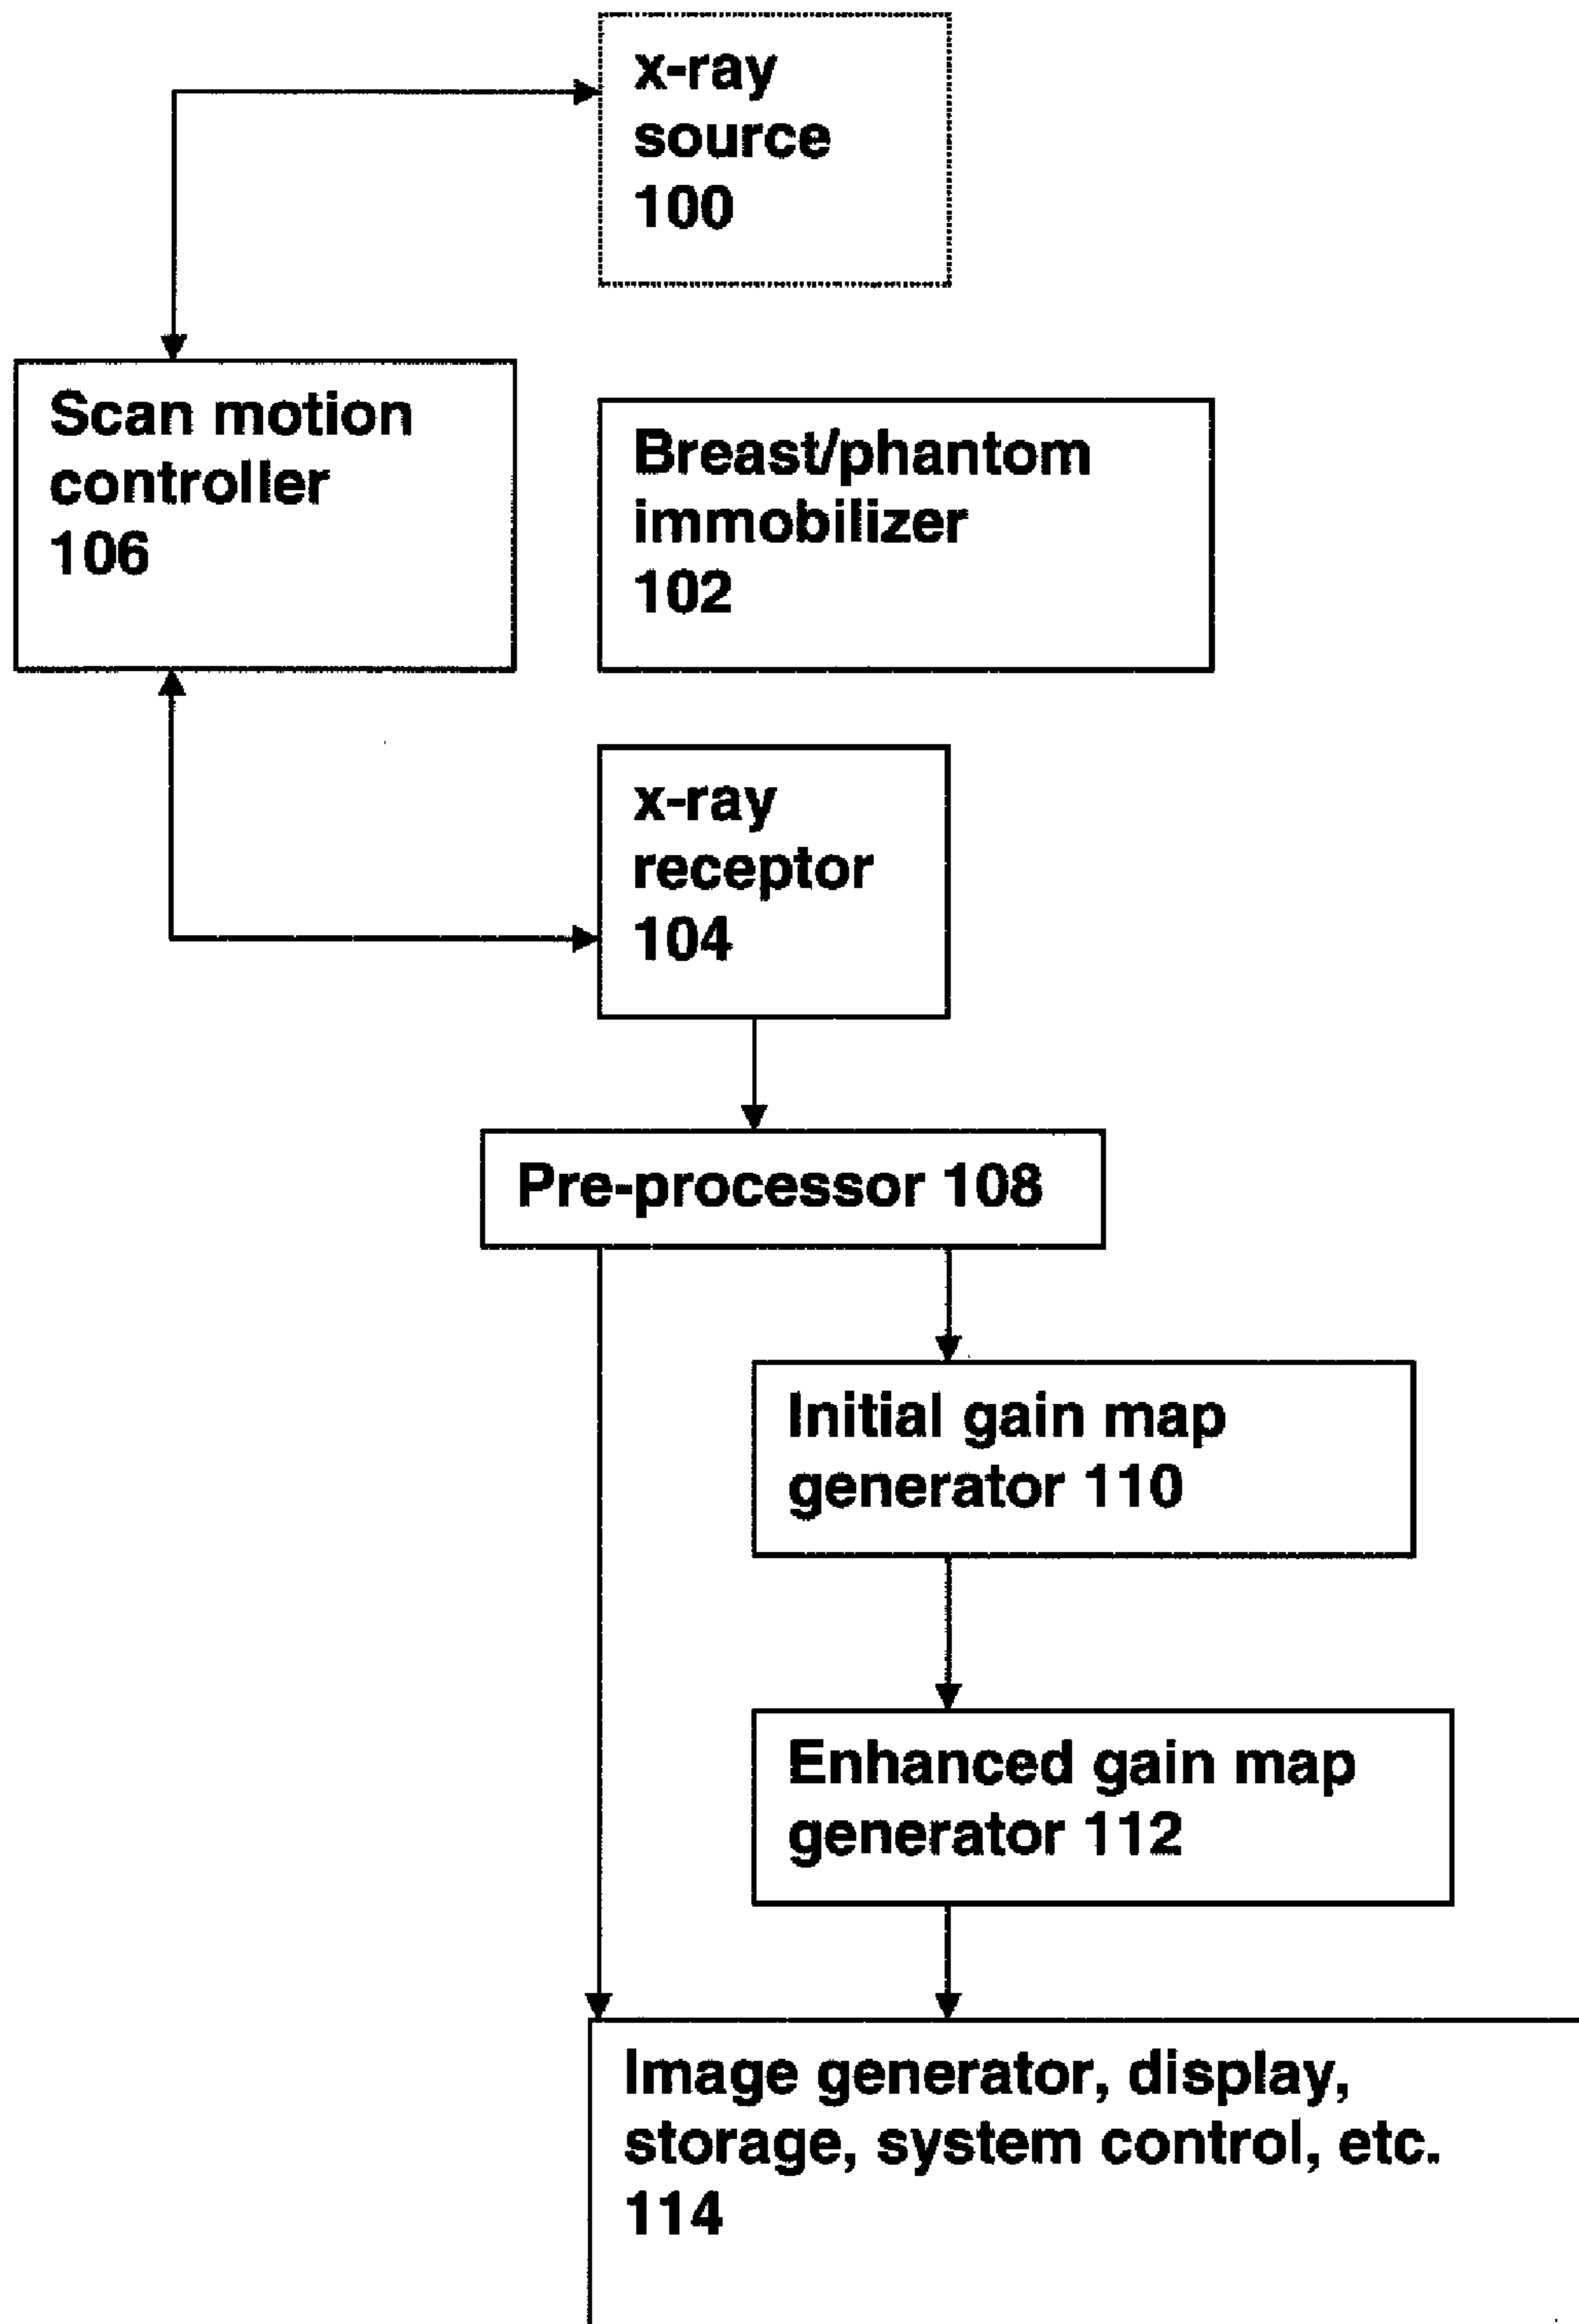 x-ray
source
100
Scan motion
controller
106
Breast/phantom
immobilizer
102
x-ray
receptor
104
Pre-processor 108
Initial gain map
generator 110
Enhanced gain map
generator 112
Image generator, display,
storage, system control, etc.
114